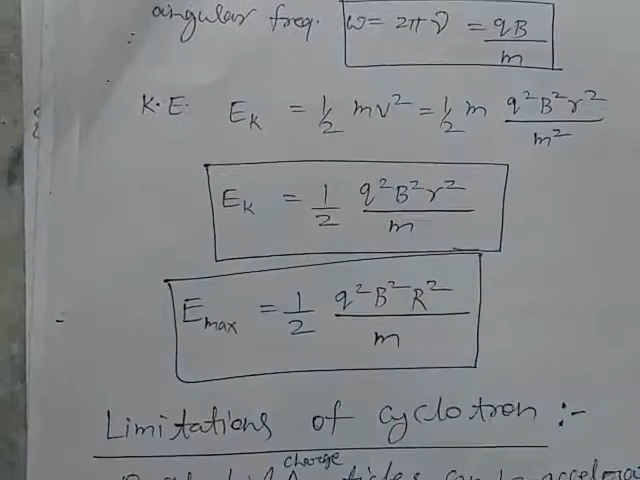 angular freq. ω = 2πν = qB/m
K.E. E_K = 1/2 mv² = 1/2 m q²B²r²/m²
E_K = 1/2 q²B²r²/m
E_max = 1/2 q²B²R²/m
Limitations of cyclotron :-
charge